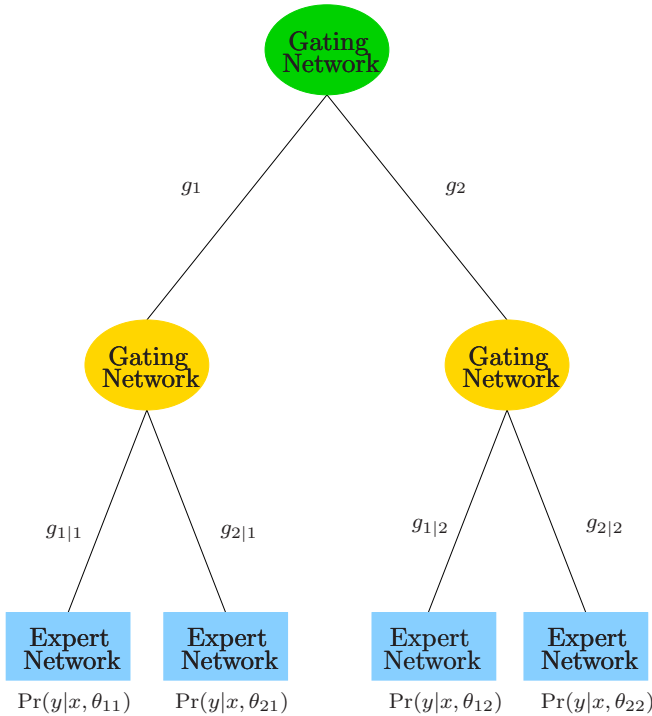 Gating
Network
g1
g2
Gating
Network
Gating
Network
g1|1
g2|1
g1|2
g2|2
Expert
Network
Expert
Network
Expert
Network
Expert
Network
Pr(y|x, θ11)
Pr(y|x, θ21)
Pr(y|x, θ12)
Pr(y|x, θ22)